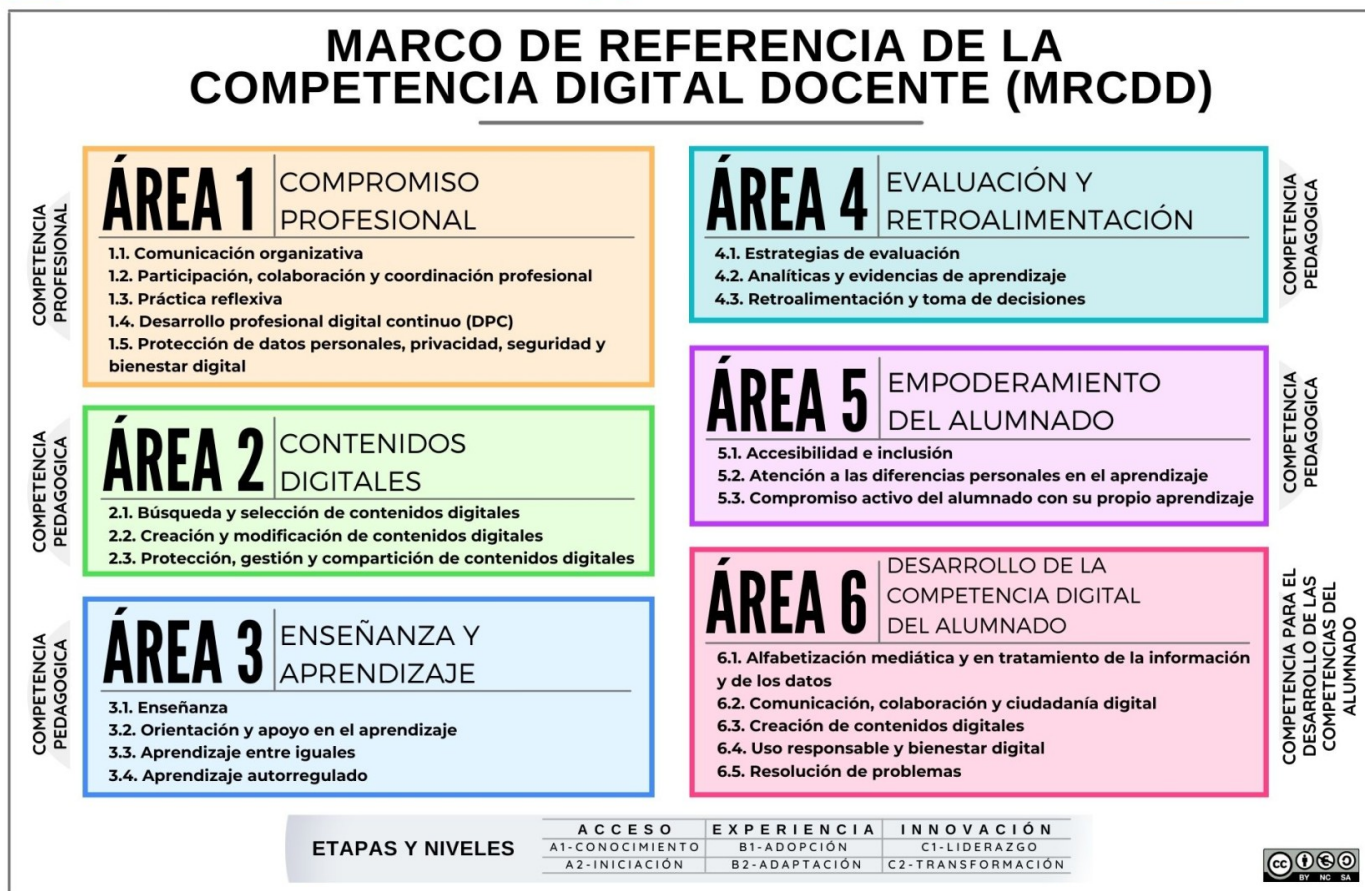 MARCO DE REFERENCIA DE LA
COMPETENCIA DIGITAL DOCENTE (MRCDD)
COMPETENCIA
PROFESIONAL
ÁREA 1
COMPROMISO
PROFESIONAL
1.1. Comunicación organizativa
1.2. Participación, colaboración y coordinación profesional
1.3. Práctica reflexiva
1.4. Desarrollo profesional digital continuo (DPC)
1.5. Protección de datos personales, privacidad, seguridad y
bienestar digital
COMPETENCIA
PEDAGOGICA
ÁREA 2
CONTENIDOS
DIGITALES
2.1. Búsqueda y selección de contenidos digitales
2.2. Creación y modificación de contenidos digitales
2.3. Protección, gestión y compartición de contenidos digitales
COMPETENCIA
PEDAGOGICA
ÁREA 3
ENSEÑANZA Y
APRENDIZAJE
3.1. Enseñanza
3.2. Orientación y apoyo en el aprendizaje
3.3. Aprendizaje entre iguales
3.4. Aprendizaje autorregulado
ÁREA 4
EVALUACIÓN Y
RETROALIMENTACIÓN
4.1. Estrategias de evaluación
4.2. Analíticas y evidencias de aprendizaje
4.3. Retroalimentación y toma de decisiones
COMPETENCIA
PEDAGOGICA
ÁREA 5
EMPODERAMIENTO
DEL ALUMNADO
5.1. Accesibilidad e inclusión
5.2. Atención a las diferencias personales en el aprendizaje
5.3. Compromiso activo del alumnado con su propio aprendizaje
COMPETENCIA
PEDAGOGICA
ÁREA 6
DESARROLLO DE LA
COMPETENCIA DIGITAL
DEL ALUMNADO
6.1. Alfabetización mediática y en tratamiento de la información
y de los datos
6.2. Comunicación, colaboración y ciudadanía digital
6.3. Creación de contenidos digitales
6.4. Uso responsable y bienestar digital
6.5. Resolución de problemas
COMPETENCIA PARA EL
DESARROLLO DE LAS
COMPETENCIAS DEL
ALUMNADO
ETAPAS Y NIVELES
ACCESO EXPERIENCIA INNOVACIÓN
A1-CONOCIMIENTO B1-ADOPCIÓN C1-LIDERAZGO
A2-INICIACIÓN B2-ADAPTACIÓN C2-TRANSFORMACIÓN
cc
BY NC SA